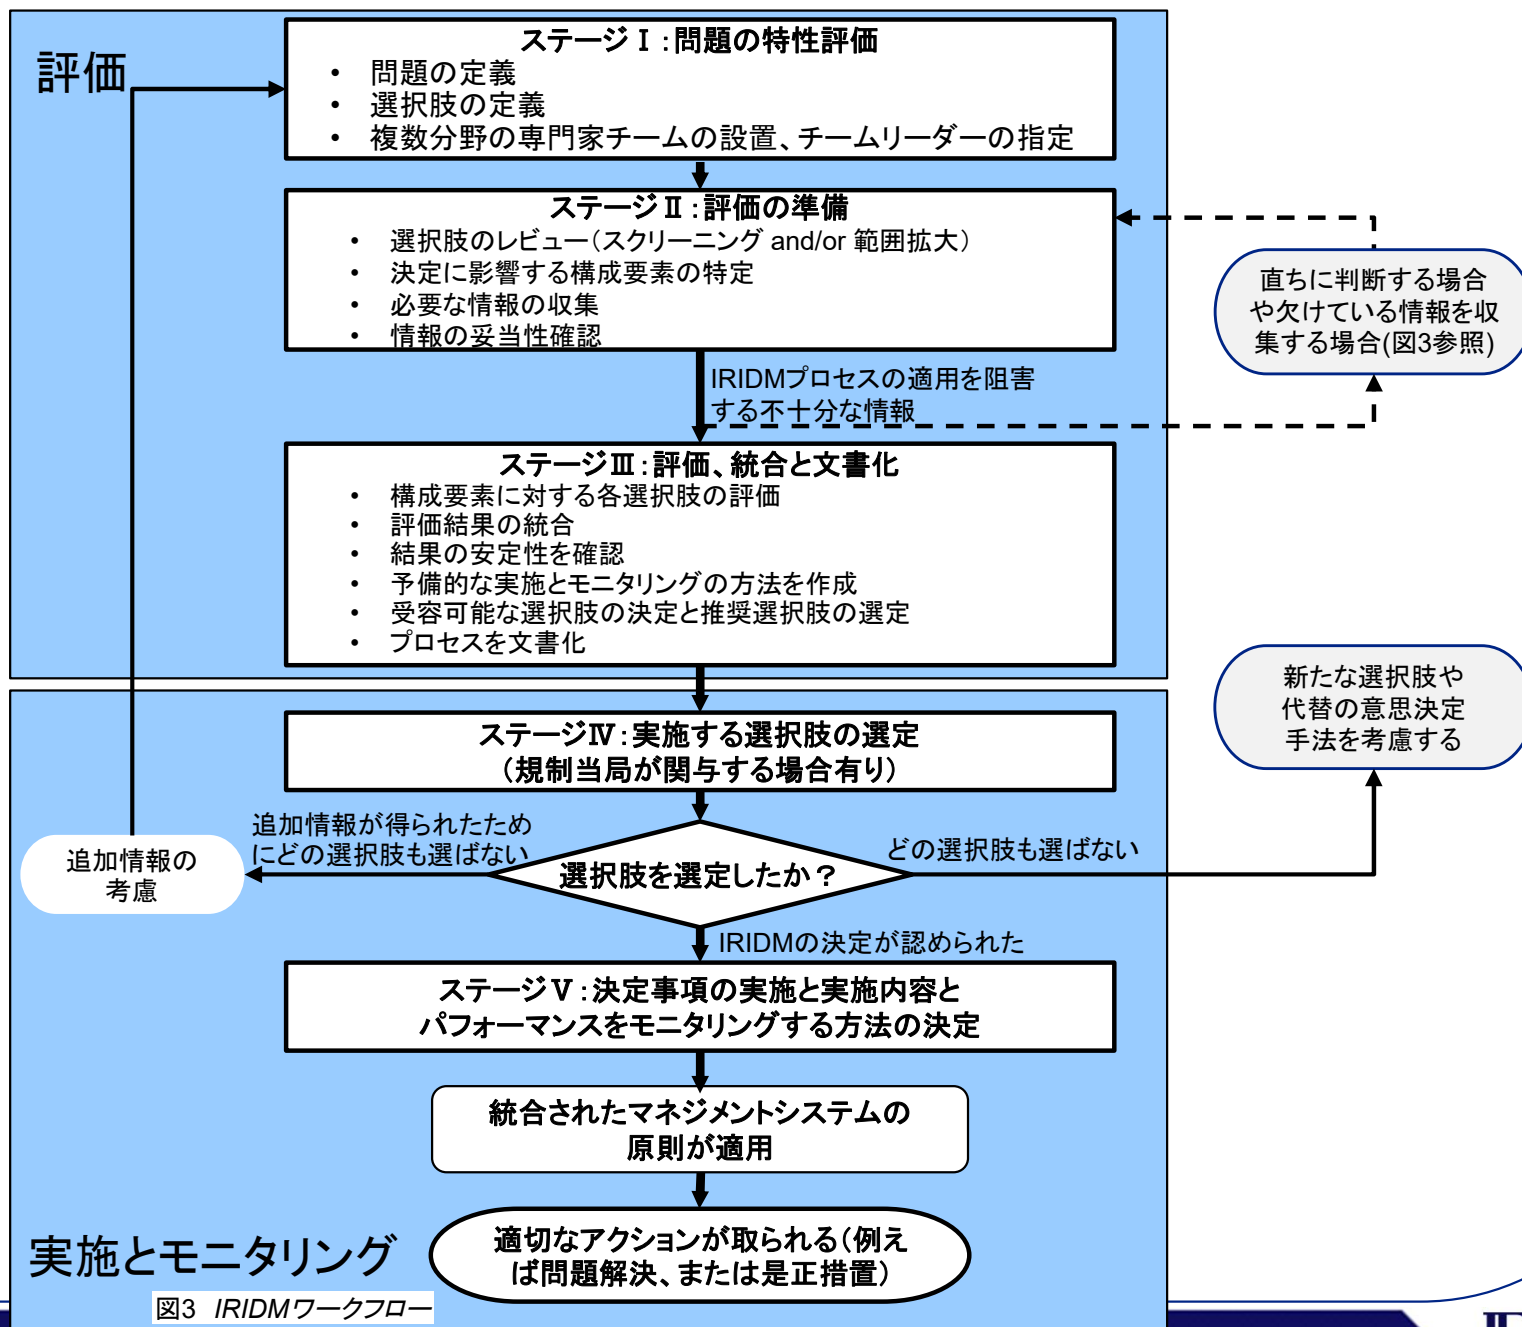 評価
ステージⅠ：問題の特性評価
• 問題の定義
• 選択肢の定義
• 複数分野の専門家チームの設置、チームリーダーの指定
ステージⅡ：評価の準備
• 選択肢のレビュー（スクリーニング and/or 範囲拡大）
• 決定に影響する構成要素の特定
• 必要な情報の収集
• 情報の妥当性確認
直ちに判断する場合
や欠けている情報を収
集する場合(図3参照)
IRIDMプロセスの適用を阻害
する不十分な情報
ステージⅢ：評価、統合と文書化
• 構成要素に対する各選択肢の評価
• 評価結果の統合
• 結果の安定性を確認
• 予備的な実施とモニタリングの方法を作成
• 受容可能な選択肢の決定と推奨選択肢の選定
• プロセスを文書化
新たな選択肢や
代替の意思決定
手法を考慮する
ステージⅣ：実施する選択肢の選定
（規制当局が関与する場合有り）
追加情報が得られたため
にどの選択肢も選ばない
どの選択肢も選ばない
追加情報の
考慮
選択肢を選定したか？
IRIDMの決定が認められた
ステージⅤ：決定事項の実施と実施内容と
パフォーマンスをモニタリングする方法の決定
統合されたマネジメントシステムの
原則が適用
適切なアクションが取られる（例え
ば問題解決、または是正措置）
実施とモニタリング
図3 IRIDMワークフロー